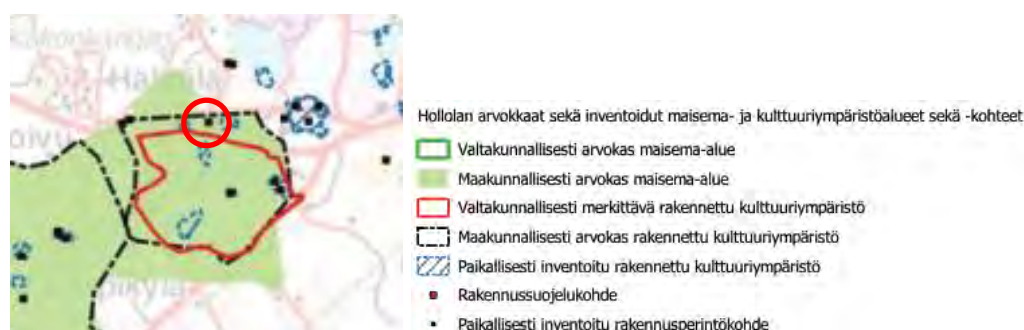 Hollolan arvokkaat sekä inventoidut maisema- ja kulttuuriympäristöalueet sekä -kohteet
Valtakunnallisesti arvokas maisema-alue
Maakunnallisesti arvokas maisema-alue
Valtakunnallisesti merkittävä rakennettu kulttuuriympäristö
Maakunnallisesti arvokas rakennettu kulttuuriympäristö
Paikallisesti inventoitu rakennettu kulttuuriympäristö
Rakennussuojelukohde
Paikallisesti inventoitu rakennusperintökohde